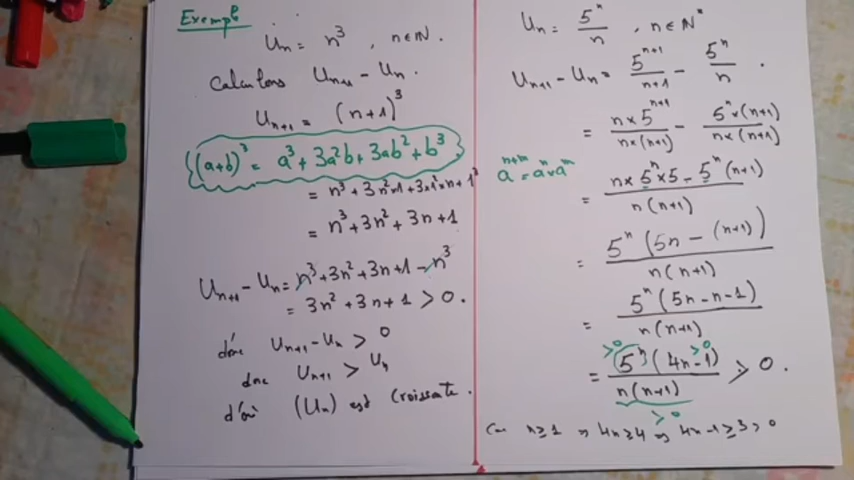 Exemple
Un = n³ , n∈ℕ.
Calculons Un+1 - Un.
Un+1 = (n+1)³
((a+b)³ = a³ + 3a²b + 3ab² + b³)
= n³ + 3n²×1 + 3×1²×n + 1³
= n³ + 3n² + 3n + 1
Un+1 - Un = n³ + 3n² + 3n + 1 - n³
= 3n² + 3n + 1 > 0.
donc Un+1 - Un > 0
donc Un+1 > Un
d'où (Un) est croissante.
Un = 5ⁿ/n , n∈ℕ*
Un+1 - Un = 5ⁿ⁺¹/(n+1) - 5ⁿ/n .
= (n×5ⁿ⁺¹)/(n×(n+1)) - (5ⁿ×(n+1))/(n×(n+1))
aⁿ⁺ᵐ = aⁿ×aᵐ
= (n×5ⁿ×5 - 5ⁿ(n+1))/(n(n+1))
= (5ⁿ(5n - (n+1)))/(n(n+1))
= (5ⁿ(5n-n-1))/(n(n+1))
>0 >0
= (5ⁿ(4n-1))/(n(n+1)) > 0.
>0
Car n≥1 ⇒ 4n≥4 ⇒ 4n-1≥3>0